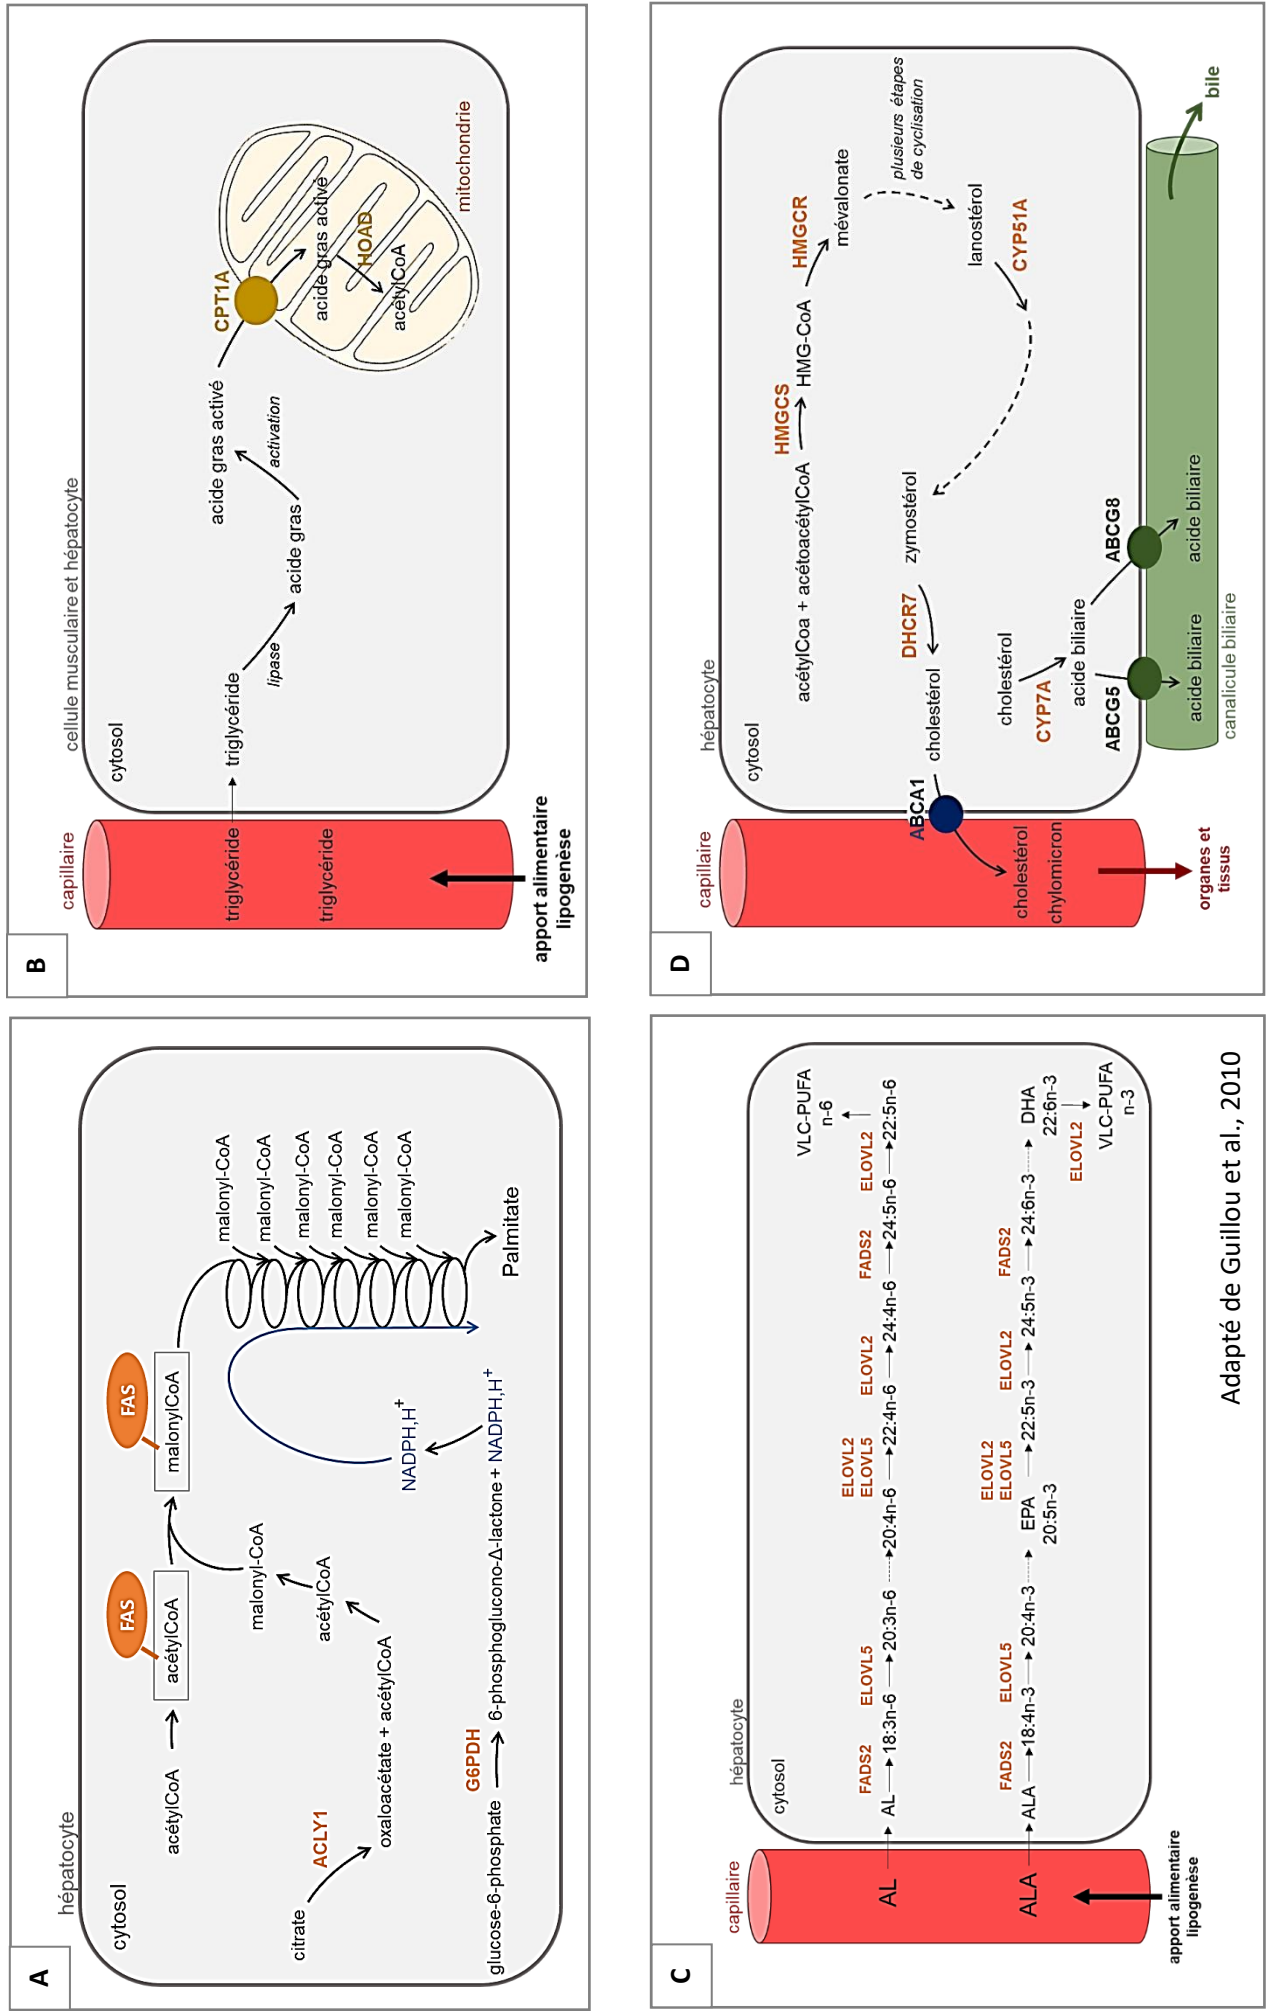 A
hépatocyte
cytosol
acétylCoA
FAS
acétylCoA
FAS
malonylCoA
malonyl-CoA
malonyl-CoA
malonyl-CoA
malonyl-CoA
malonyl-CoA
malonyl-CoA
malonyl-CoA
acétylCoA
citrate
ACLY1
oxaloacétate + acétylCoA
NADPH,H+
Palmitate
glucose-6-phosphate
G6PDH
6-phosphoglucono-Δ-lactone + NADPH,H+
B
capillaire
cellule musculaire et hépatocyte
cytosol
triglycéride
triglycéride
triglycéride
lipase
acide gras
activation
acide gras activé
CPT1A
acide gras activé
HOAD
acétylCoA
mitochondrie
apport alimentaire
lipogenèse
C
capillaire
hépatocyte
cytosol
AL
AL
FADS2
18:3n-6
ELOVL5
20:3n-6
20:4n-6
ELOVL2
ELOVL5
22:4n-6
ELOVL2
24:4n-6
FADS2
24:5n-6
ELOVL2
22:5n-6
VLC-PUFA
n-6
ALA
ALA
FADS2
18:4n-3
ELOVL5
20:4n-3
EPA
20:5n-3
ELOVL2
ELOVL5
22:5n-3
ELOVL2
24:5n-3
FADS2
24:6n-3
DHA
22:6n-3
ELOVL2
VLC-PUFA
n-3
apport alimentaire
lipogenèse
D
capillaire
hépatocyte
cytosol
acétylCoa + acétoacétylCoA
HMGCS
HMG-CoA
HMGCR
mévalonate
plusieurs étapes
de cyclisation
lanostérol
CYP51A
zymostérol
DHCR7
cholestérol
ABCA1
cholestérol
chylomicron
organes et
tissus
cholestérol
CYP7A
acide biliaire
ABCG5
ABCG8
acide biliaire
acide biliaire
canalicule biliaire
bile
Adapté de Guillou et al., 2010